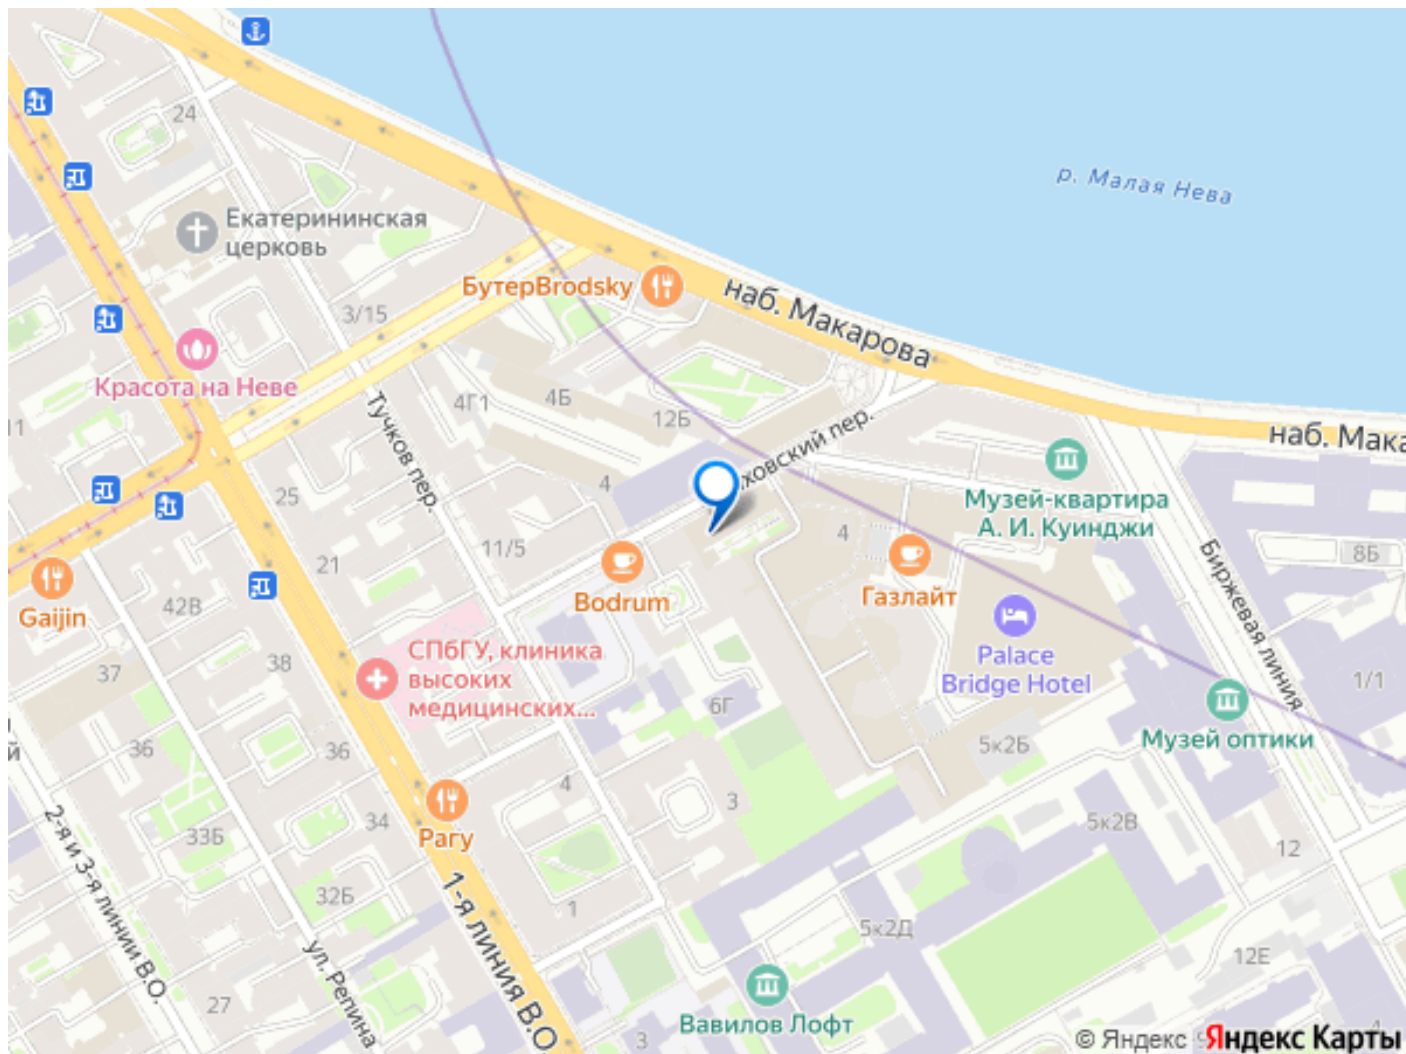 24
р. Малая Нева
Екатерининская
церковь
БутерBrodsky
3/15
наб. Макарова
Красота на Неве
4Г1
4Б
12Б
Тучков пер.
11
ховский пер.
наб. Мака
25
4
Музей-квартира
А. И. Куинджи
11/5
4
8Б
21
Bodrum
Газлайт
Биржевая линия
Gaijin
42В
38
СПбГУ, клиника
высоких
медицинских...
Palace
Bridge Hotel
37
6Г
1/1
й
36
36
5к2Б
Музей оптики
4
3
34
Рагу
33Б
5к2В
12
2-я и 3-я линии В.О.
32Б
1-я линия В.О.
1
5к2Д
12Е
ул. Репина
27
Вавилов Лофт
3
© Яндекс
Яндекс Карты